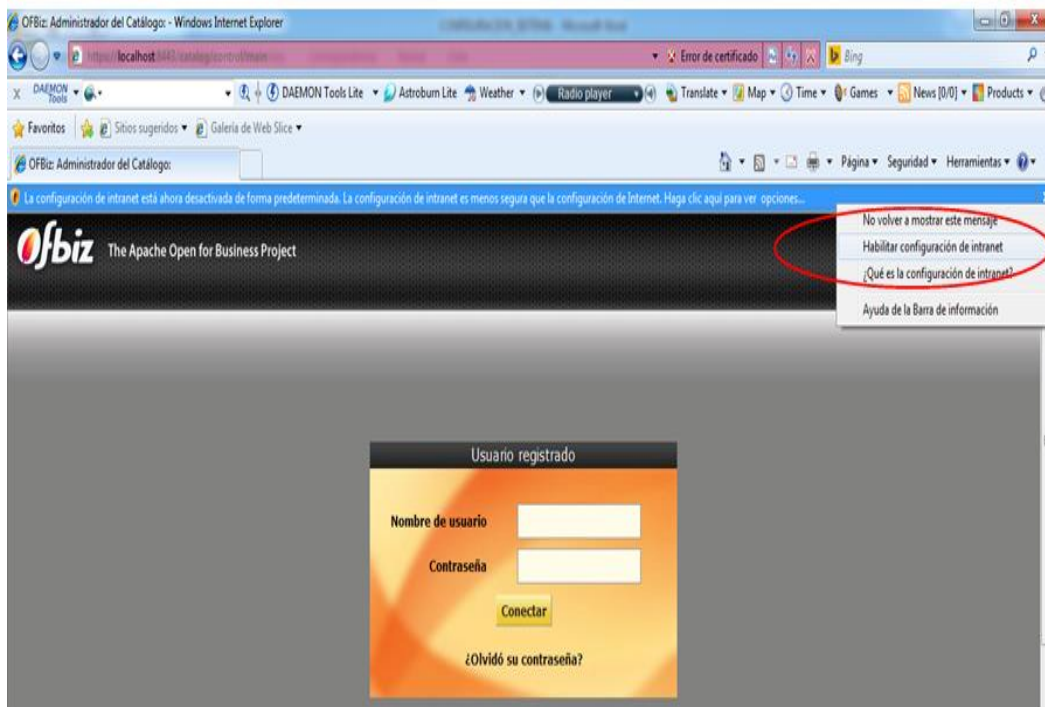 OFBiz: Administrador del Catálogo: - Windows Internet Explorer
https://localhost:8443/catalog/control/main
Error de certificado
Bing
X DAEMON Tools
DAEMON Tools Lite
Astroburn Lite
Weather
Radio player
Translate
Map
Time
Games
News [0/0]
Products
Favoritos
Sitios sugeridos
Galería de Web Slice
OFBiz: Administrador del Catálogo:
Página
Seguridad
Herramientas
La configuración de intranet está ahora desactivada de forma predeterminada. La configuración de intranet es menos segura que la configuración de Internet. Haga clic aquí para ver opciones...
No volver a mostrar este mensaje
Habilitar configuración de intranet
¿Qué es la configuración de intranet?
Ayuda de la Barra de información
Ofbiz The Apache Open for Business Project
Usuario registrado
Nombre de usuario
Contraseña
Conectar
¿Olvidó su contraseña?